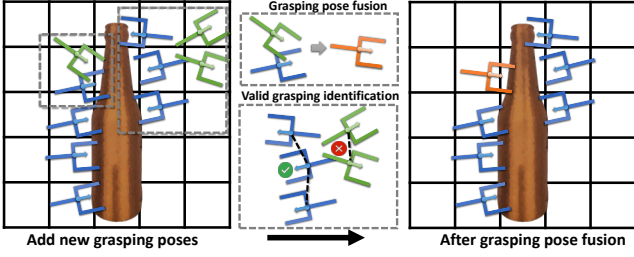 Grasping pose fusion
Valid grasping identification
Add new grasping poses
After grasping pose fusion